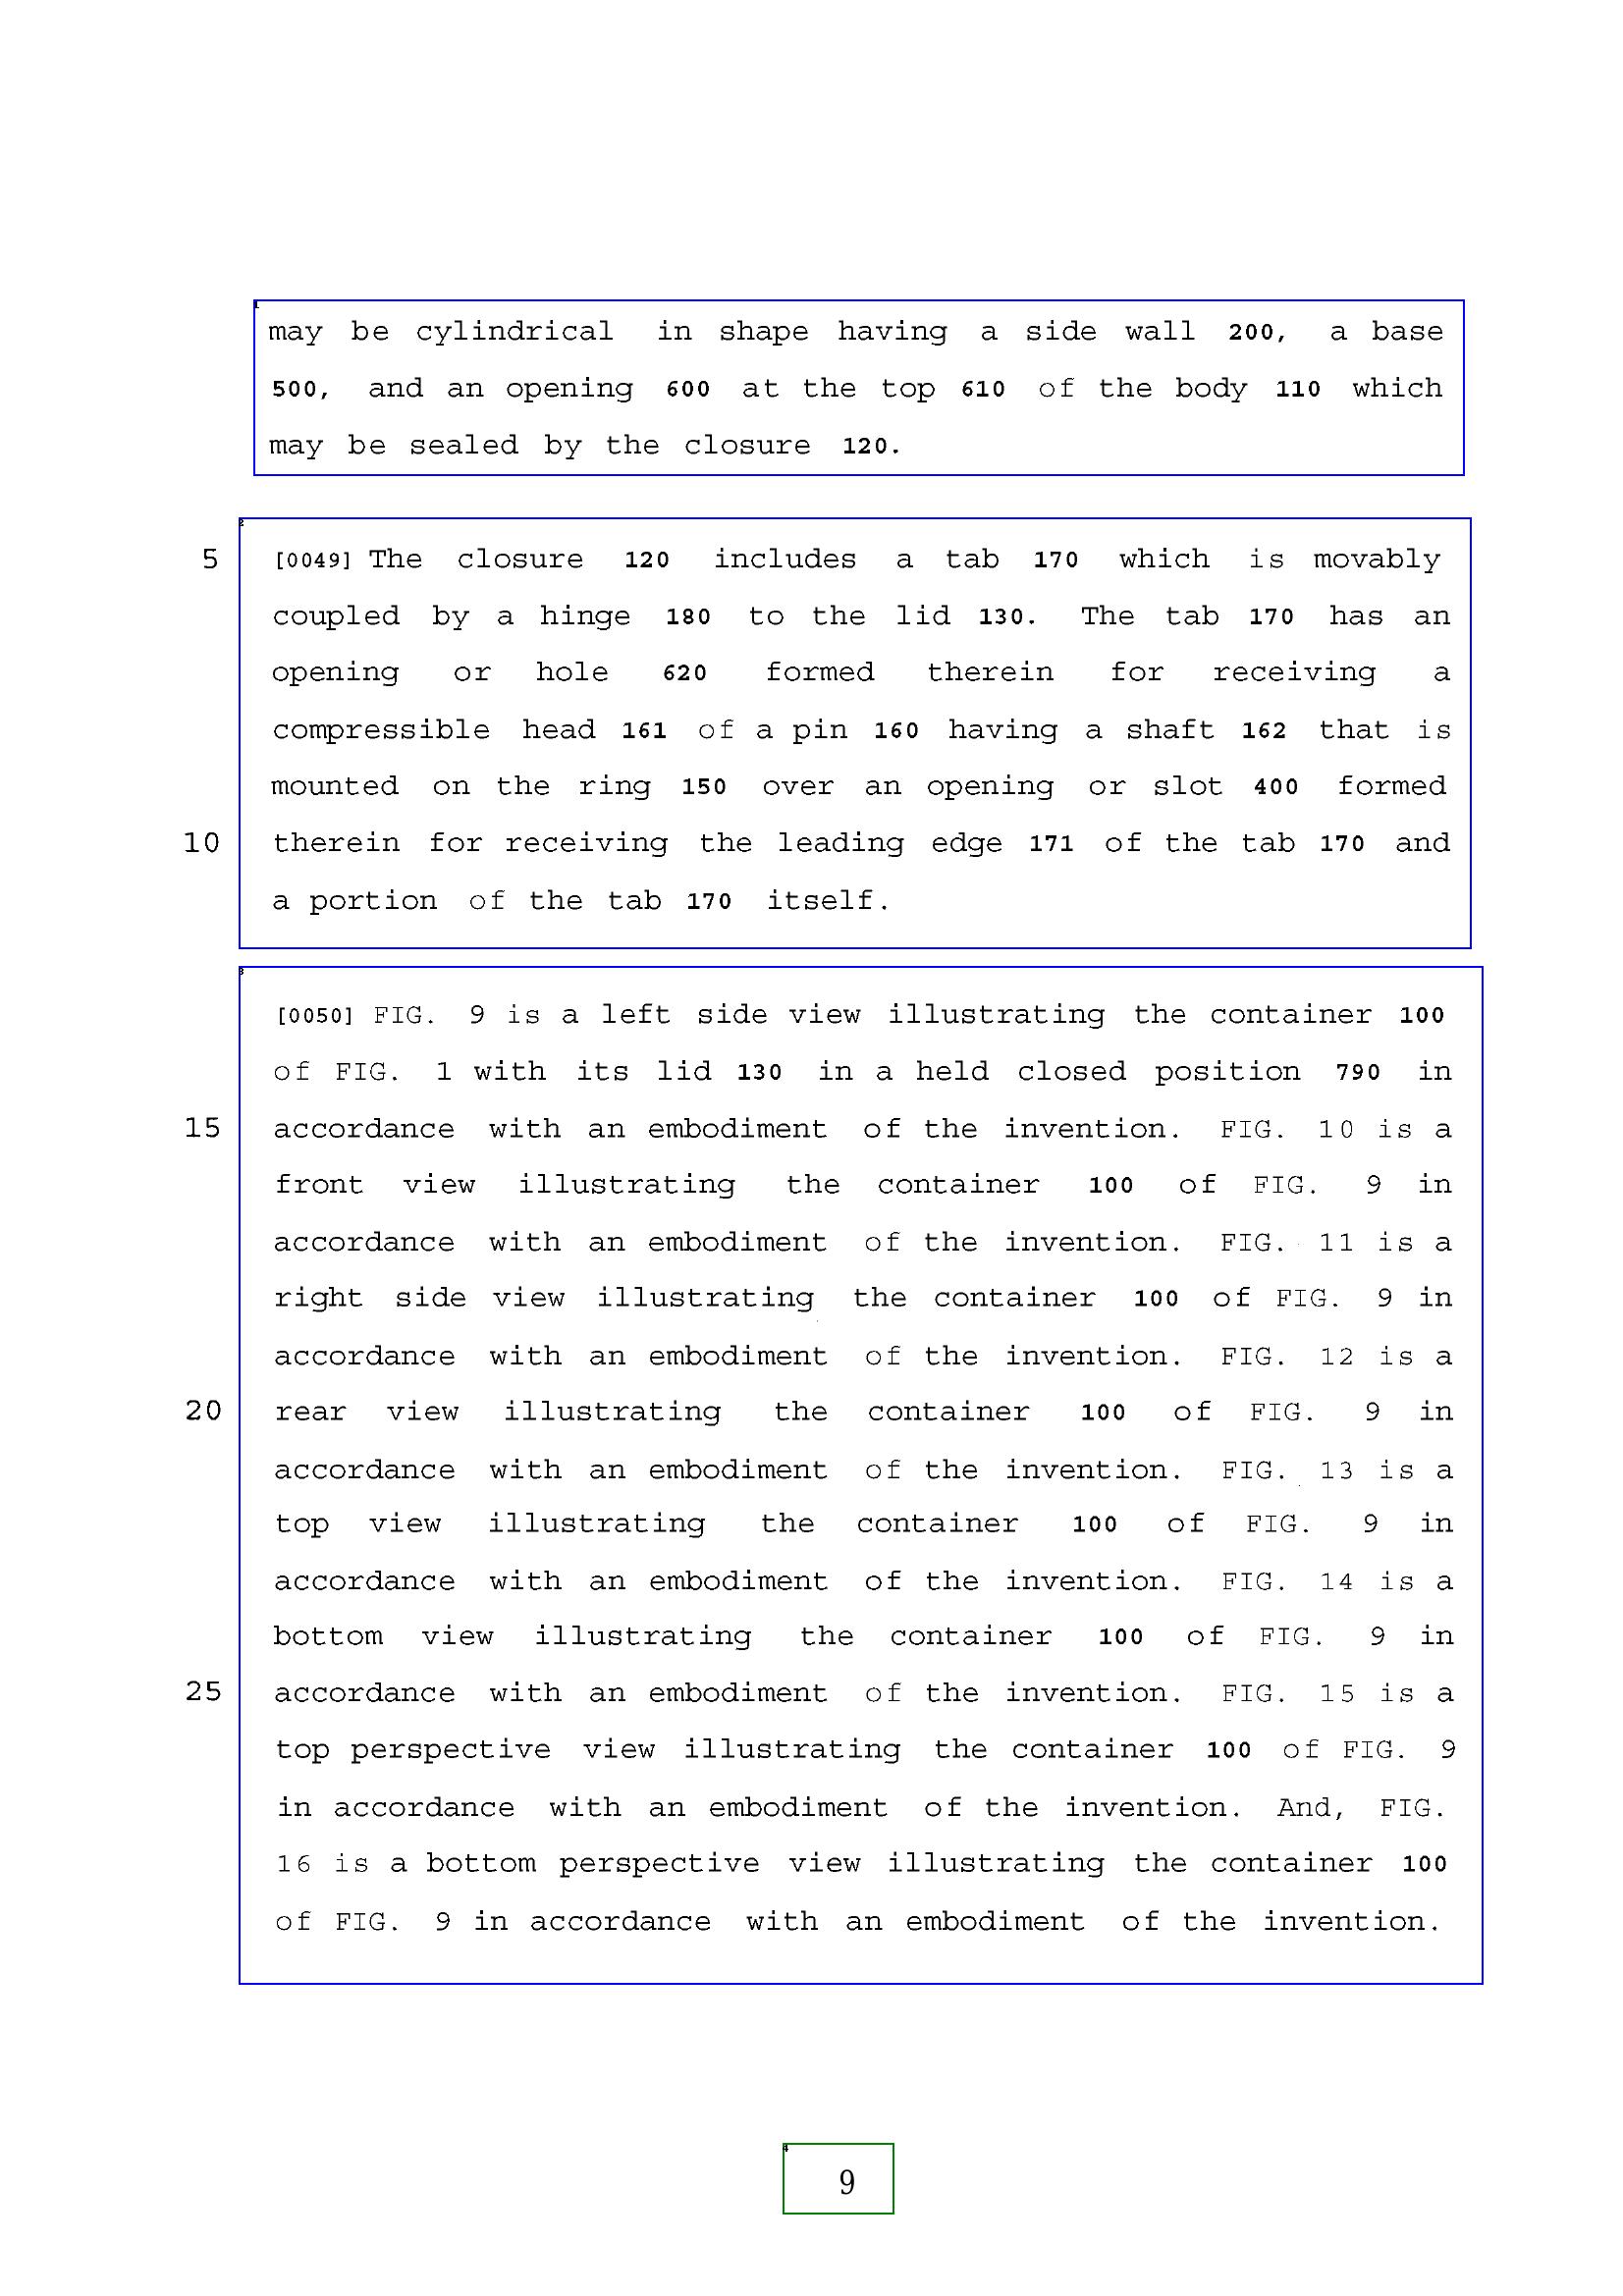 may be cylindrical in shape having a side wall 200, a base
500, and an opening 600 at the top 610 of the body 110 which
may be sealed by the closure 120.
5 [0049] The closure 120 includes a tab 170 which is movably
coupled by a hinge 180 to the lid 130. The tab 170 has an
opening or hole 620 formed therein for receiving a
compressible head 161 of a pin 160 having a shaft 162 that is
mounted on the ring 150 over an opening or slot 400 formed
10 therein for receiving the leading edge 171 of the tab 170 and
a portion of the tab 170 itself.
[0050] FIG. 9 is a left side view illustrating the container 100
of FIG. 1 with its lid 130 in a held closed position 790 in
15 accordance with an embodiment of the invention. FIG. 10 is a
front view illustrating the container 100 of FIG. 9 in
accordance with an embodiment of the invention. FIG. 11 is a
right side view illustrating the container 100 of FIG. 9 in
accordance with an embodiment of the invention. FIG. 12 is a
20 rear view illustrating the container 100 of FIG. 9 in
accordance with an embodiment of the invention. FIG. 13 is a
top view illustrating the container 100 of FIG. 9 in
accordance with an embodiment of the invention. FIG. 14 is a
bottom view illustrating the container 100 of FIG. 9 in
25 accordance with an embodiment of the invention. FIG. 15 is a
top perspective view illustrating the container 100 of FIG. 9
in accordance with an embodiment of the invention. And, FIG.
16 is a bottom perspective view illustrating the container 100
of FIG. 9 in accordance with an embodiment of the invention.
9